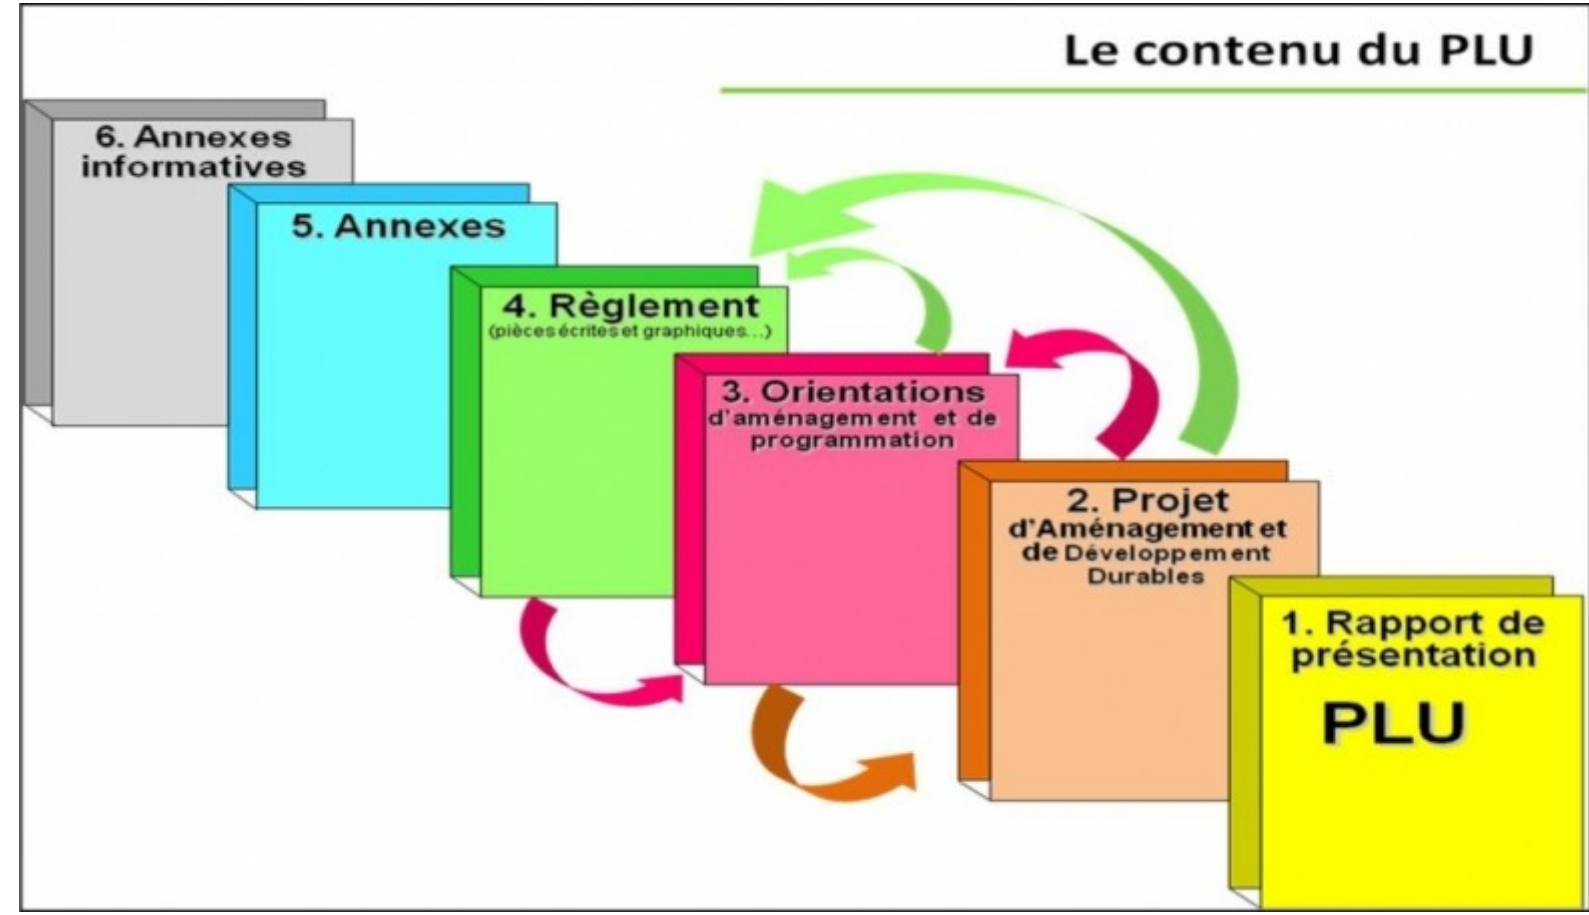 Le contenu du PLU
6. Annexes
informatives
5. Annexes
4. Règlement
(pièces écrites et graphiques...)
3. Orientations
d'aménagement et de
programmation
2. Projet
d'Aménagement et
de Développement
Durables
1. Rapport de
présentation
PLU